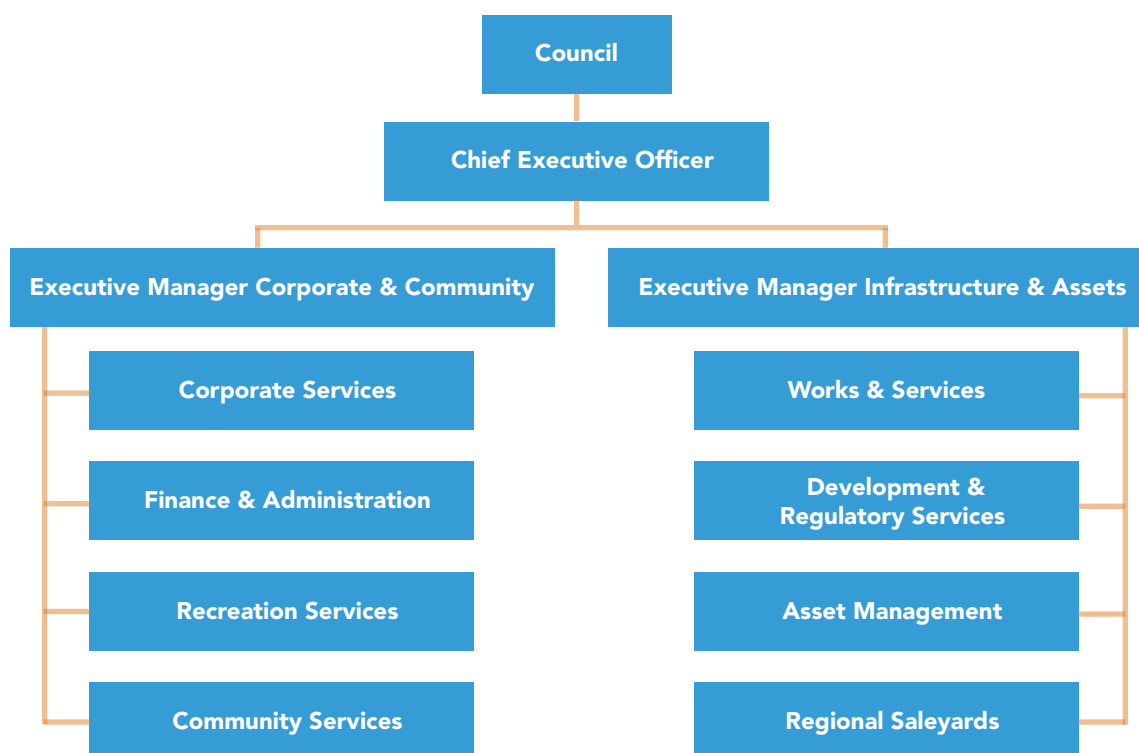 Council
Chief Executive Officer
Executive Manager Corporate & Community
Executive Manager Infrastructure & Assets
Corporate Services
Finance & Administration
Recreation Services
Community Services
Works & Services
Development &
Regulatory Services
Asset Management
Regional Saleyards